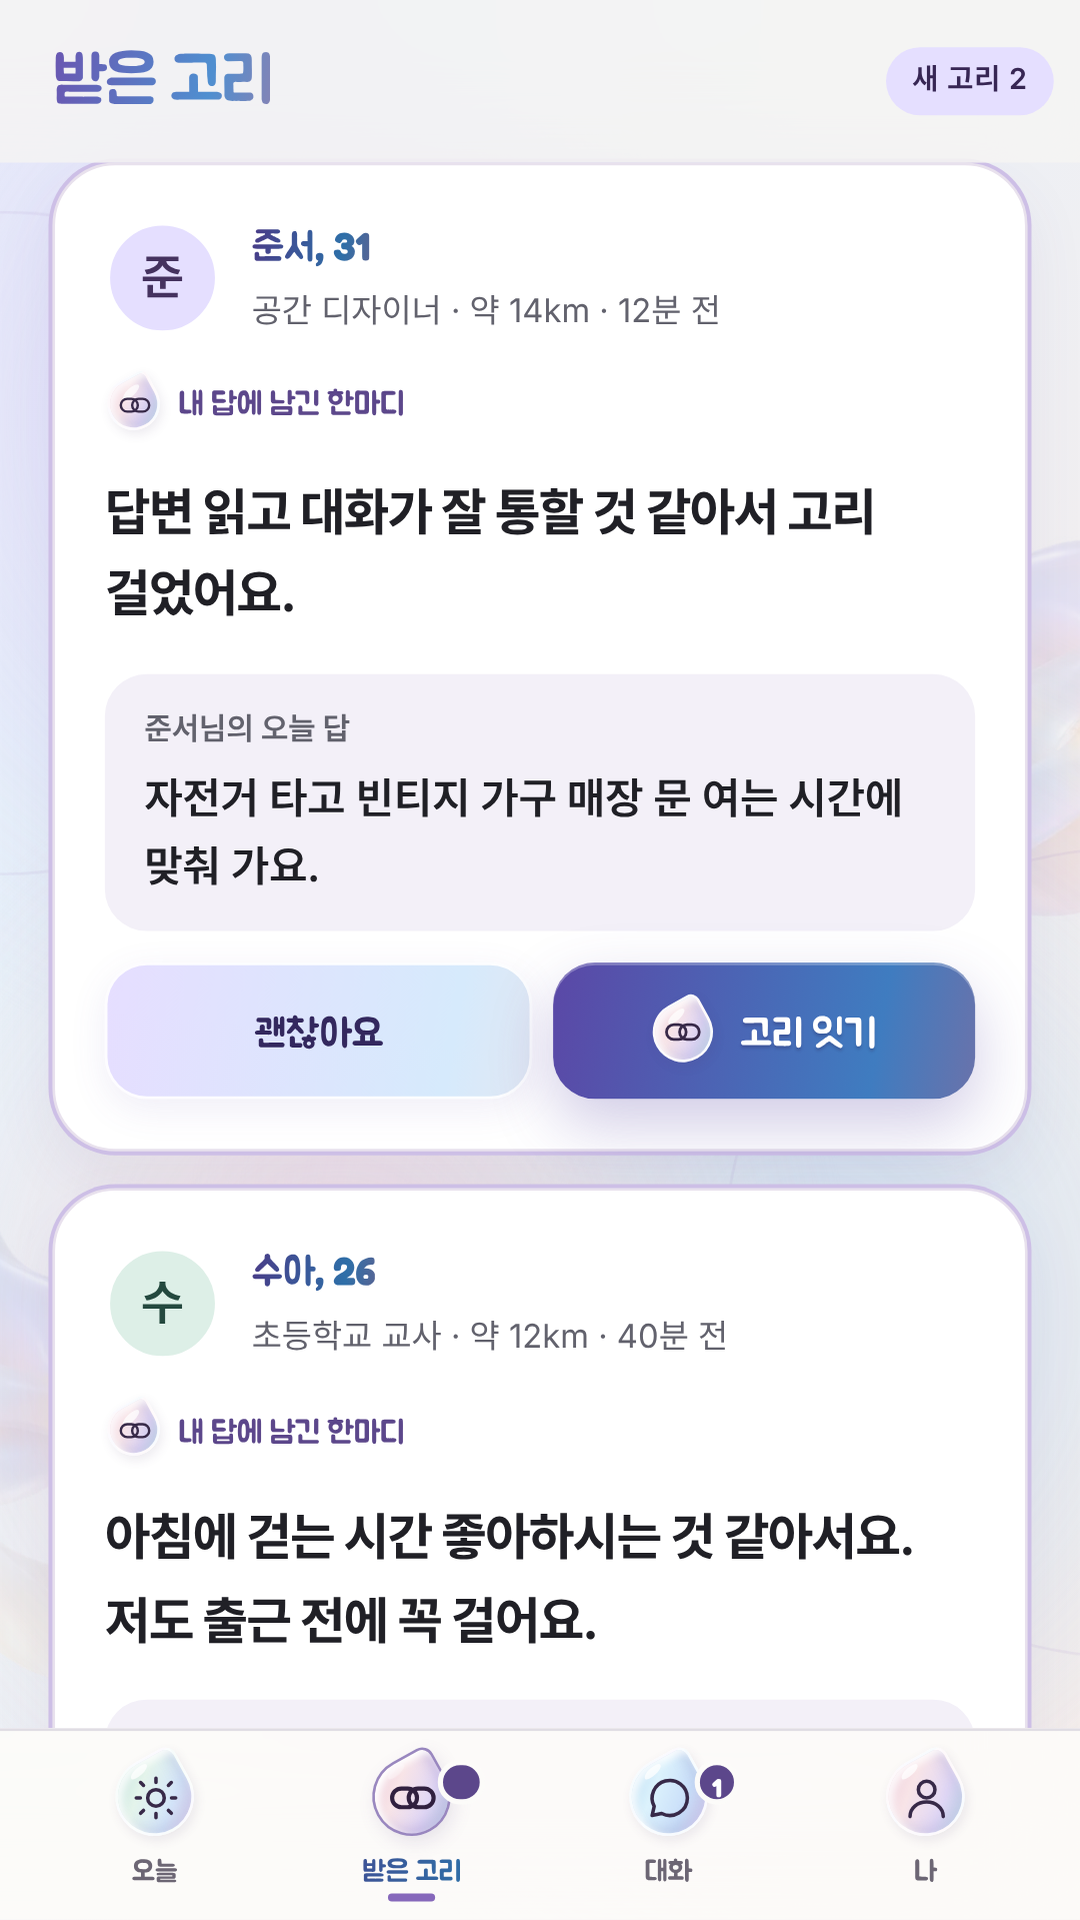 받은 고리
새 고리 2
준
준서, 31
공간 디자이너 · 약 14km · 12분 전
내 답에 남긴 한마디
답변 읽고 대화가 잘 통할 것 같아서 고리
걸었어요.
준서님의 오늘 답
자전거 타고 빈티지 가구 매장 문 여는 시간에
맞춰 가요.
괜찮아요
고리 잇기
수
수아, 26
초등학교 교사 · 약 12km · 40분 전
내 답에 남긴 한마디
아침에 걷는 시간 좋아하시는 것 같아서요.
저도 출근 전에 꼭 걸어요.
1
오늘
받은 고리
대화
나